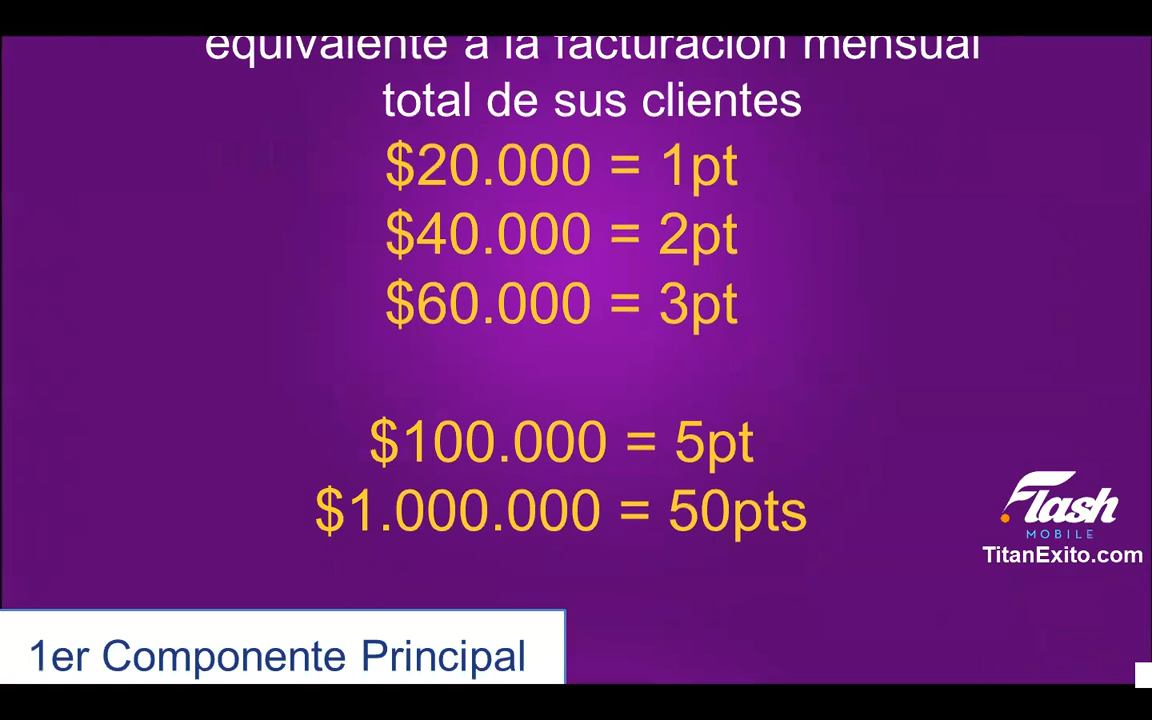 equivalente a la facturación mensual
total de sus clientes
$20.000 = 1pt
$40.000 = 2pt
$60.000 = 3pt
$100.000 = 5pt
$1.000.000 = 50pts
Flash
MOBILE
TitanExito.com
1er Componente Principal